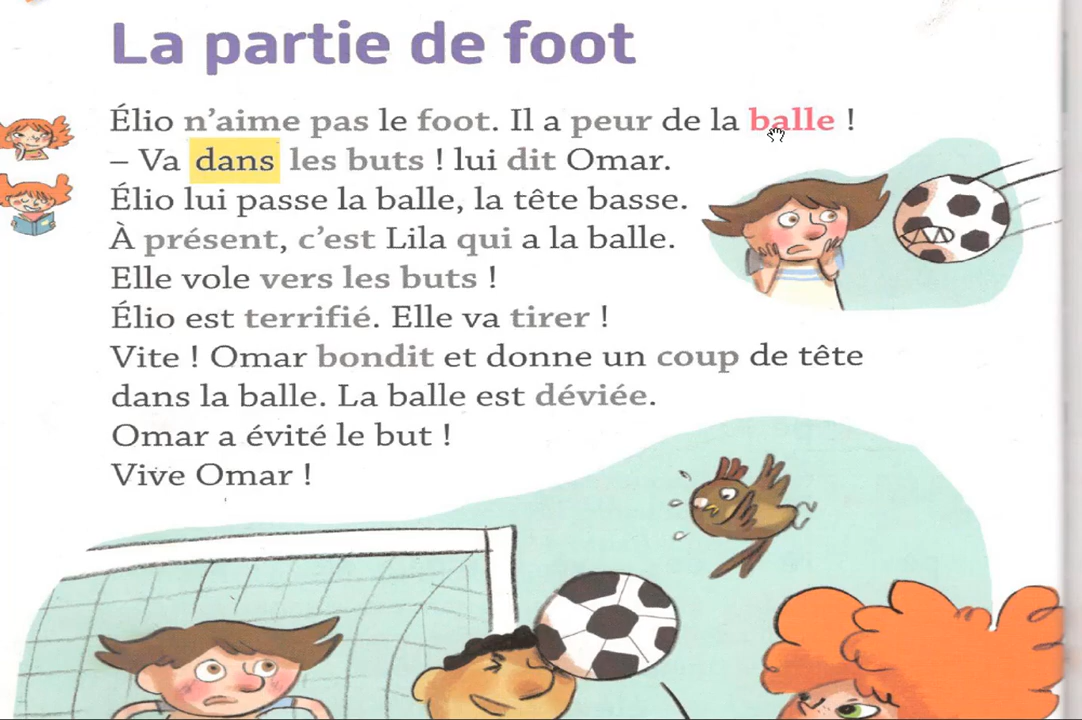 La partie de foot
Élio n'aime pas le foot. Il a peur de la balle !
– Va dans les buts ! lui dit Omar.
Élio lui passe la balle, la tête basse.
À présent, c'est Lila qui a la balle.
Elle vole vers les buts !
Élio est terrifié. Elle va tirer !
Vite ! Omar bondit et donne un coup de tête
dans la balle. La balle est déviée.
Omar a évité le but !
Vive Omar !